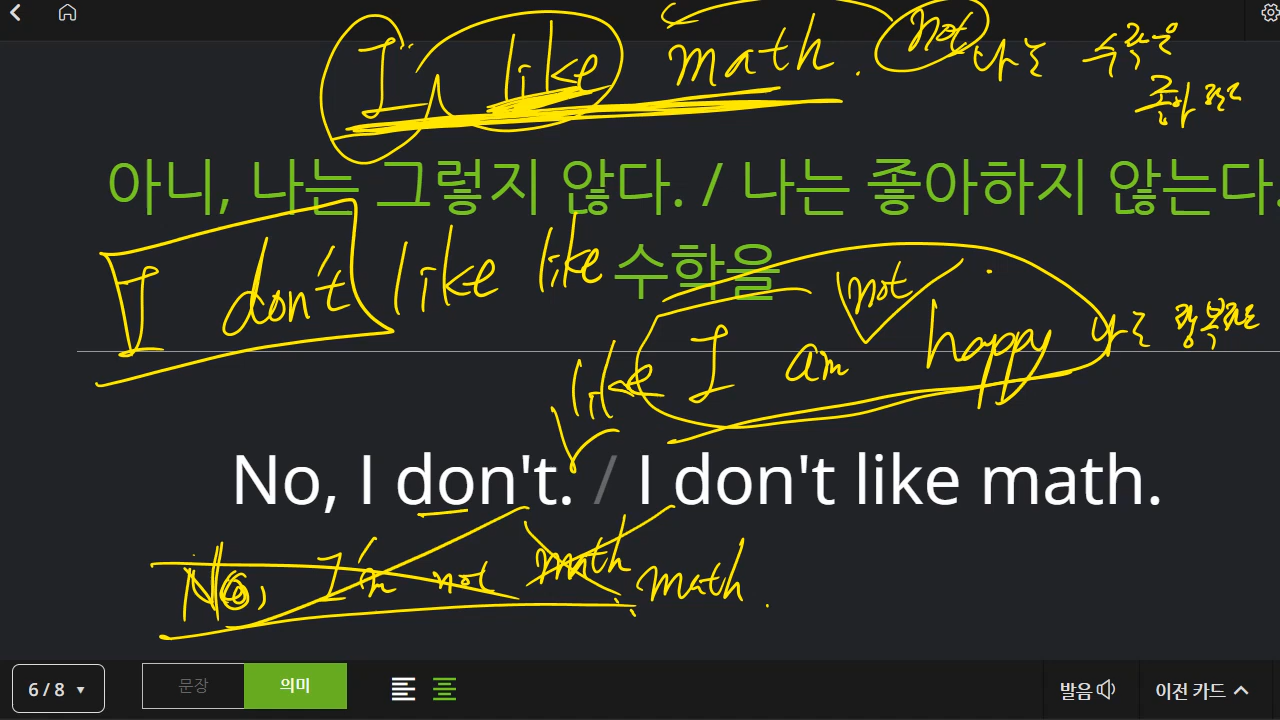 I like math. not 나는 수학을
좋아한다
아니, 나는 그렇지 않다. / 나는 좋아하지 않는다.
수학을
I don't like like
not
I am happy 나는 행복하다
like
No, I don't. / I don't like math.
No, I'm not math math.
6 / 8
문장
의미
발음
이전 카드